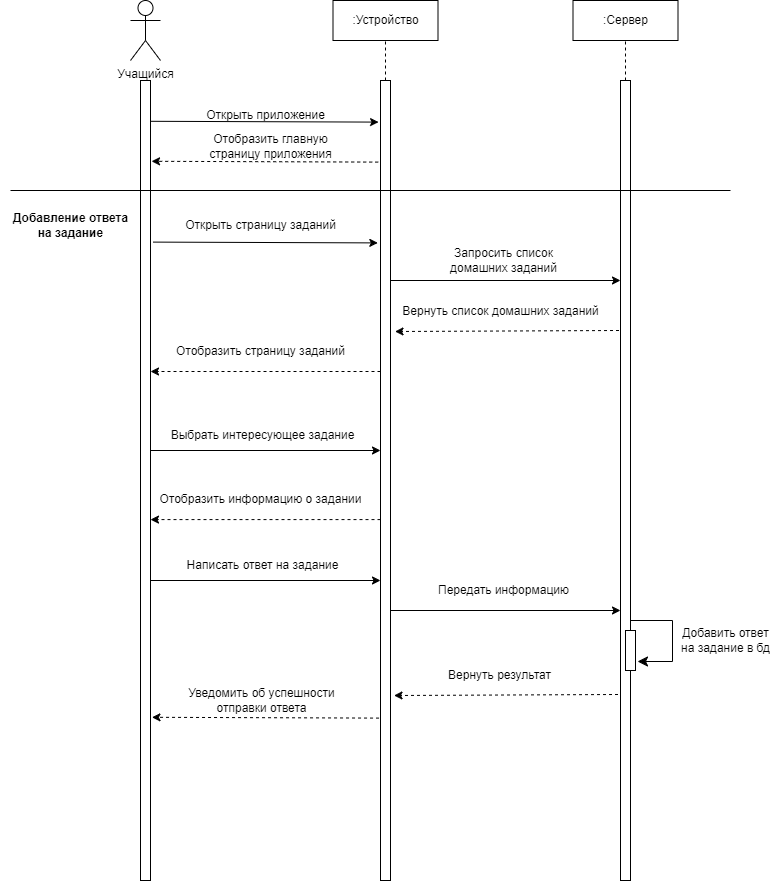 :Устройство
:Сервер
Учащийся
Открыть приложение
Отобразить главную
страницу приложения
Добавление ответа
на задание
Открыть страницу заданий
Запросить список
домашних заданий
Вернуть список домашних заданий
Отобразить страницу заданий
Выбрать интересующее задание
Отобразить информацию о задании
Написать ответ на задание
Передать информацию
Добавить ответ
на задание в бд
Вернуть результат
Уведомить об успешности
отправки ответа